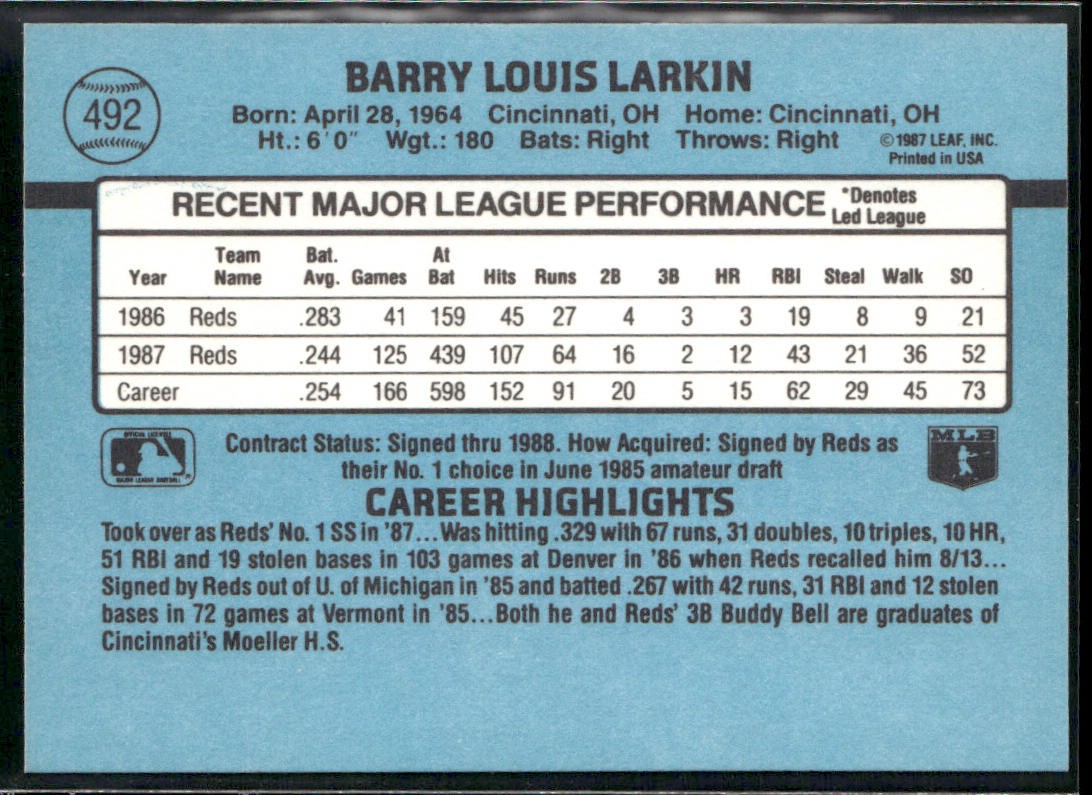 492
BARRY LOUIS LARKIN
Born: April 28, 1964 Cincinnati, OH Home: Cincinnati, OH
Ht.: 6'0" Wgt.: 180 Bats: Right Throws: Right
©1987 LEAF, INC.
Printed in USA
RECENT MAJOR LEAGUE PERFORMANCE *Denotes Led League
Year Team Name Bat. Avg. Games At Bat Hits Runs 2B 3B HR RBI Steal Walk SO
1986 Reds .283 41 159 45 27 4 3 3 19 8 9 21
1987 Reds .244 125 439 107 64 16 2 12 43 21 36 52
Career .254 166 598 152 91 20 5 15 62 29 45 73
OFFICIAL LICENSEE
MAJOR LEAGUE BASEBALL
Contract Status: Signed thru 1988. How Acquired: Signed by Reds as
their No. 1 choice in June 1985 amateur draft
MLB
CAREER HIGHLIGHTS
Took over as Reds' No. 1 SS in '87...Was hitting .329 with 67 runs, 31 doubles, 10 triples, 10 HR,
51 RBI and 19 stolen bases in 103 games at Denver in '86 when Reds recalled him 8/13...
Signed by Reds out of U. of Michigan in '85 and batted .267 with 42 runs, 31 RBI and 12 stolen
bases in 72 games at Vermont in '85...Both he and Reds' 3B Buddy Bell are graduates of
Cincinnati's Moeller H.S.